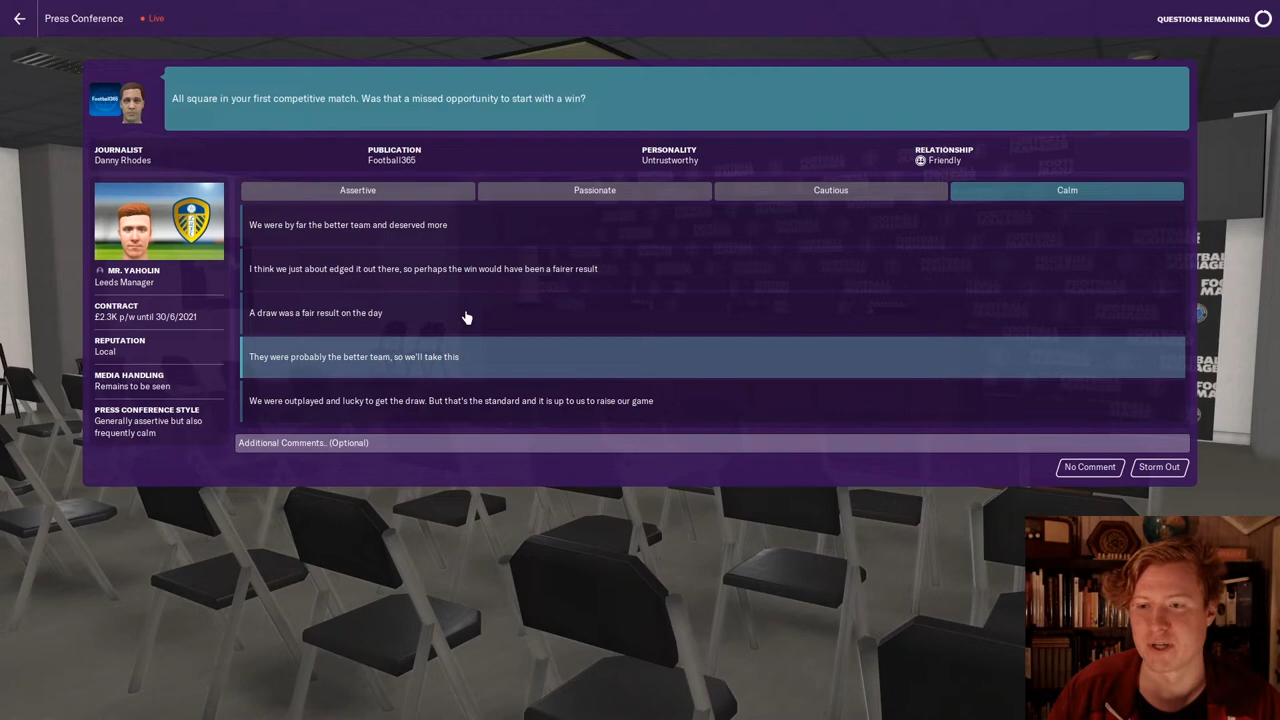 Press Conference
Live
QUESTIONS REMAINING
Football365
All square in your first competitive match. Was that a missed opportunity to start with a win?
JOURNALIST
Danny Rhodes
PUBLICATION
Football365
PERSONALITY
Untrustworthy
RELATIONSHIP
Friendly
Assertive
Passionate
Cautious
Calm
We were by far the better team and deserved more
I think we just about edged it out there, so perhaps the win would have been a fairer result
A draw was a fair result on the day
They were probably the better team, so we'll take this
We were outplayed and lucky to get the draw. But that's the standard and it is up to us to raise our game
Additional Comments.. (Optional)
No Comment
Storm Out
MR. YAHOLIN
Leeds Manager
CONTRACT
£2.3K p/w until 30/6/2021
REPUTATION
Local
MEDIA HANDLING
Remains to be seen
PRESS CONFERENCE STYLE
Generally assertive but also
frequently calm